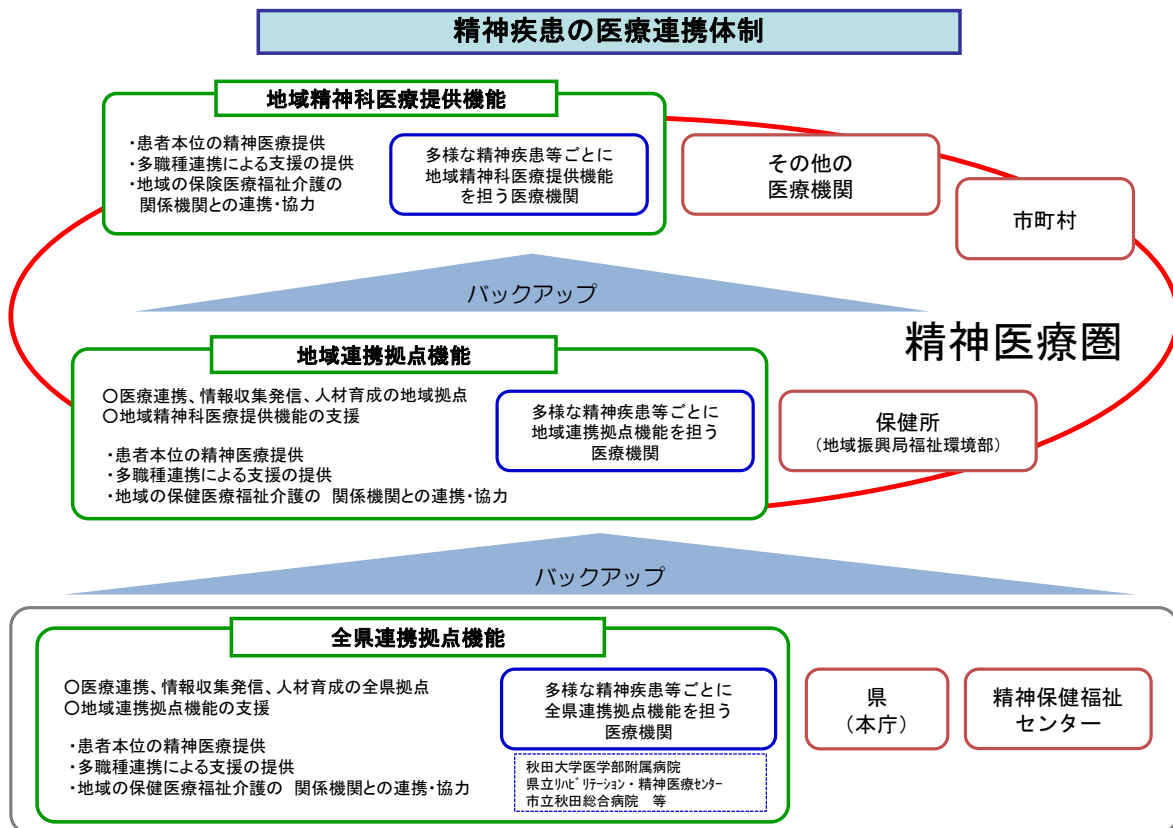 精神疾患の医療連携体制
地域精神科医療提供機能
・患者本位の精神医療提供
・多職種連携による支援の提供
・地域の保険医療福祉介護の
関係機関との連携・協力
多様な精神疾患等ごとに
地域精神科医療提供機能
を担う医療機関
その他の
医療機関
市町村
バックアップ
精神医療圏
地域連携拠点機能
○医療連携、情報収集発信、人材育成の地域拠点
○地域精神科医療提供機能の支援
・患者本位の精神医療提供
・多職種連携による支援の提供
・地域の保健医療福祉介護の 関係機関との連携・協力
多様な精神疾患等ごとに
地域連携拠点機能を担う
医療機関
保健所
（地域振興局福祉環境部）
バックアップ
全県連携拠点機能
○医療連携、情報収集発信、人材育成の全県拠点
○地域連携拠点機能の支援
・患者本位の精神医療提供
・多職種連携による支援の提供
・地域の保健医療福祉介護の 関係機関との連携・協力
多様な精神疾患等ごとに
全県連携拠点機能を担う
医療機関
秋田大学医学部附属病院
県立ﾘﾊﾋﾞﾘﾃｰｼｮﾝ・精神医療ｾﾝﾀｰ
市立秋田総合病院　等
県
（本庁）
精神保健福祉
センター